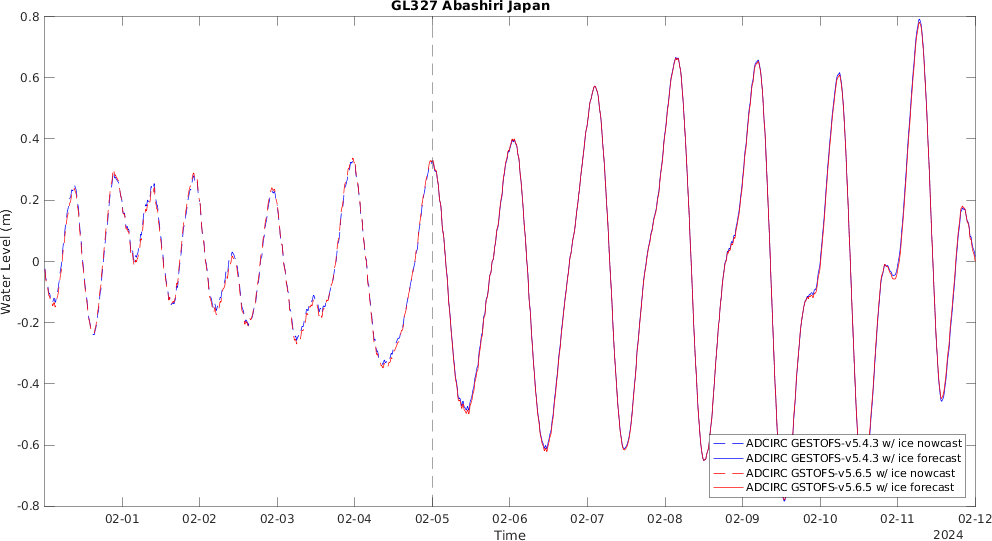 GL327 Abashiri Japan
0.8
0.6
0.4
0.2
0
-0.2
-0.4
-0.6
-0.8
Water Level (m)
ADCIRC GESTOFS-v5.4.3 w/ ice nowcast
ADCIRC GESTOFS-v5.4.3 w/ ice forecast
ADCIRC GSTOFS-v5.6.5 w/ ice nowcast
ADCIRC GSTOFS-v5.6.5 w/ ice forecast
02-01 02-02 02-03 02-04 02-05 02-06 02-07 02-08 02-09 02-10 02-11 02-12
Time
2024